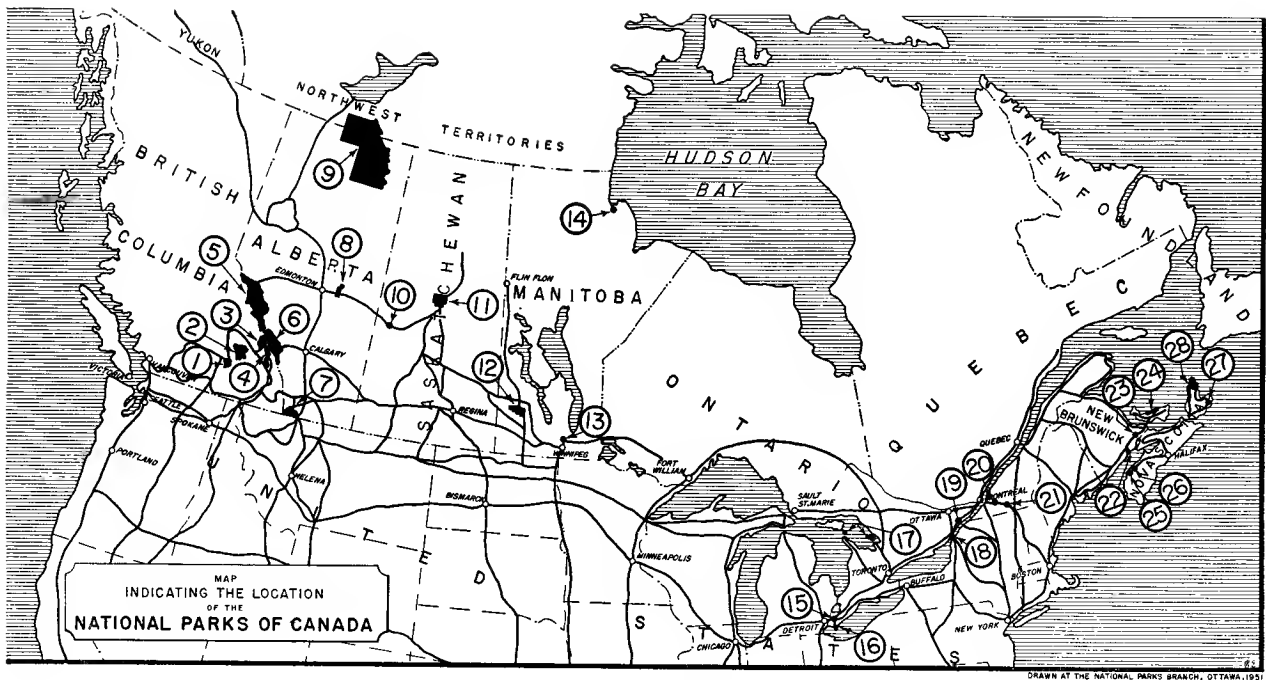 YUKON
NORTHWEST TERRITORIES
HUDSON
BAY
NEWFOUNDLAND
BRITISH
COLUMBIA
ALBERTA
SASKATCHEWAN
MANITOBA
ONTARIO
QUEBEC
NEW
BRUNSWICK
NOVA SCOTIA
UNITED STATES
9
14
5
8
EDMONTON
FLIN FLON
10
11
3
6
2
1
4
CALGARY
VANCOUVER
VICTORIA
7
12
REGINA
13
WINNIPEG
SEATTLE
SPOKANE
PORTLAND
HELENA
BISMARCK
FORT
WILLIAM
SAULT
ST. MARIE
MINNEAPOLIS
CHICAGO
DETROIT
15
16
TORONTO
17
BUFFALO
OTTAWA
18
19
20
MONTREAL
QUEBEC
21
BOSTON
NEW YORK
22
23
24
28
27
HALIFAX
26
25
MAP
INDICATING THE LOCATION
OF THE
NATIONAL PARKS OF CANADA
DRAWN AT THE NATIONAL PARKS BRANCH, OTTAWA, 1951